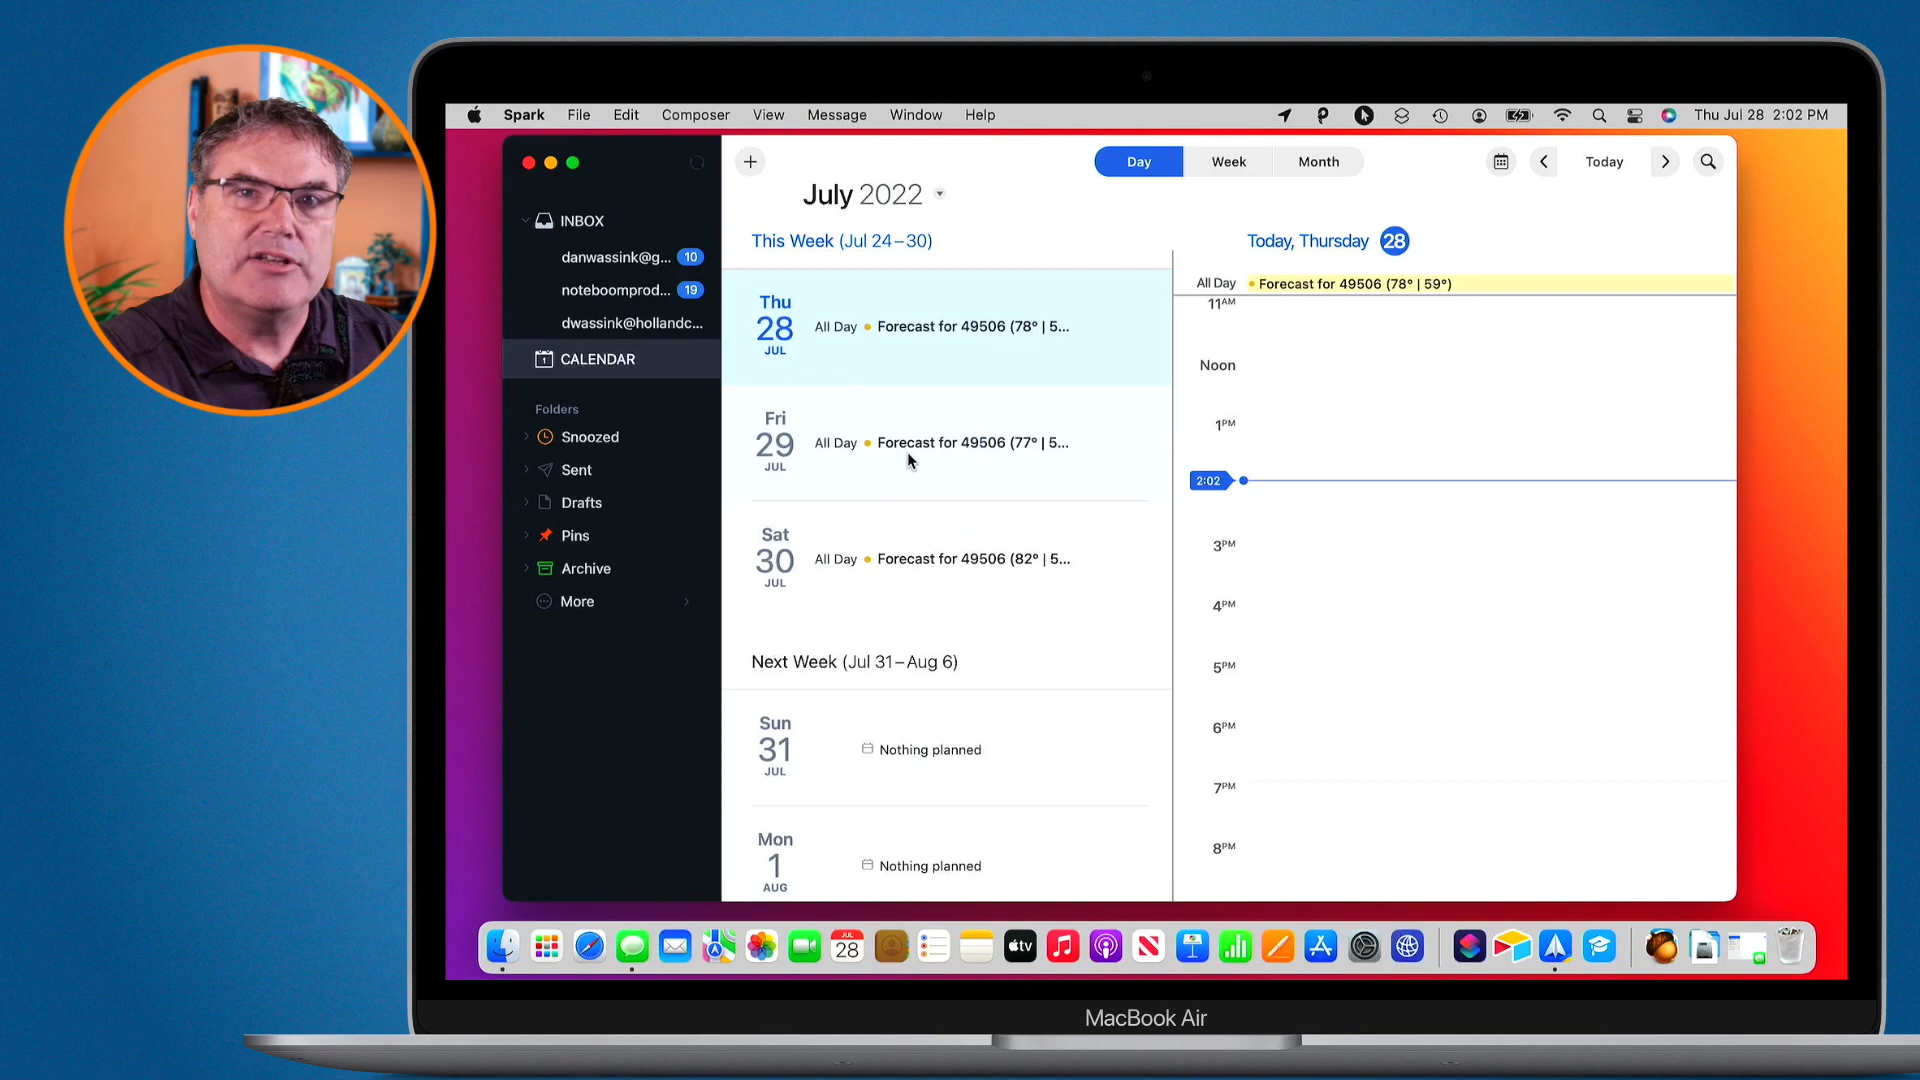 Spark File Edit Composer View Message Window Help Thu Jul 28 2:02 PM
Day Week Month Today
July 2022
INBOX
danwassink@g... 10
noteboomprod... 19
dwassink@hollandc...
1 CALENDAR
Folders
Snoozed
Sent
Drafts
Pins
Archive
More
This Week (Jul 24–30)
Thu
28
JUL
All Day Forecast for 49506 (78° | 5...
Fri
29
JUL
All Day Forecast for 49506 (77° | 5...
Sat
30
JUL
All Day Forecast for 49506 (82° | 5...
Next Week (Jul 31–Aug 6)
Sun
31
JUL
Nothing planned
Mon
1
AUG
Nothing planned
Today, Thursday 28
All Day Forecast for 49506 (78° | 59°)
11AM
Noon
1PM
2:02
3PM
4PM
5PM
6PM
7PM
8PM
JUL
28
tv
MacBook Air